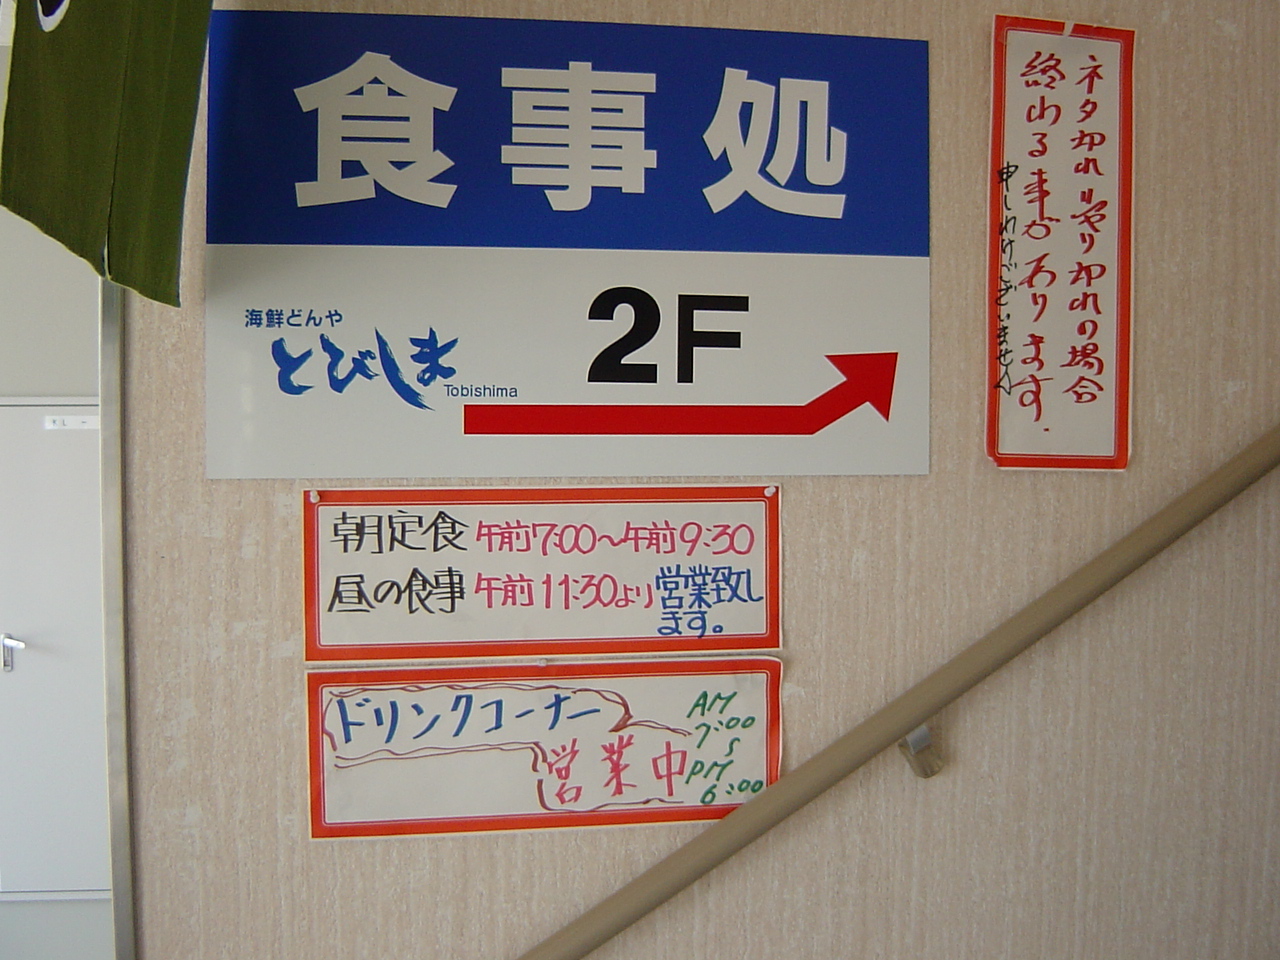 食事処
2F
海鮮どんや
とびしま
Tobishima
ネタ切れ
切れの場合
終わる事があります.
申しわけございません
朝定食 午前7:00〜午前9:30
昼の食事 午前11:30より営業致し
ます。
ドリンクコーナー
営業中
AM
7:00
S
PM
6:00